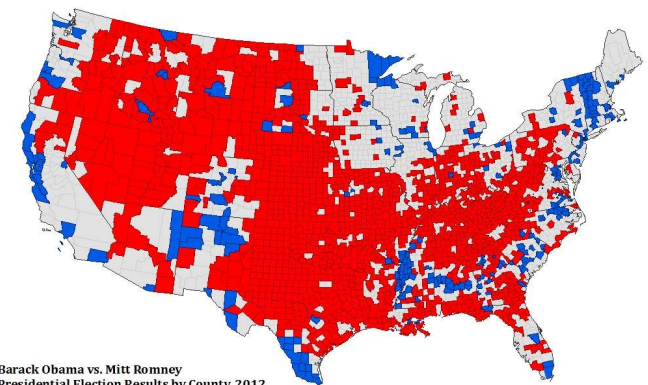 Barack Obama vs. Mitt Romney
Presidential Election Results by County, 2012